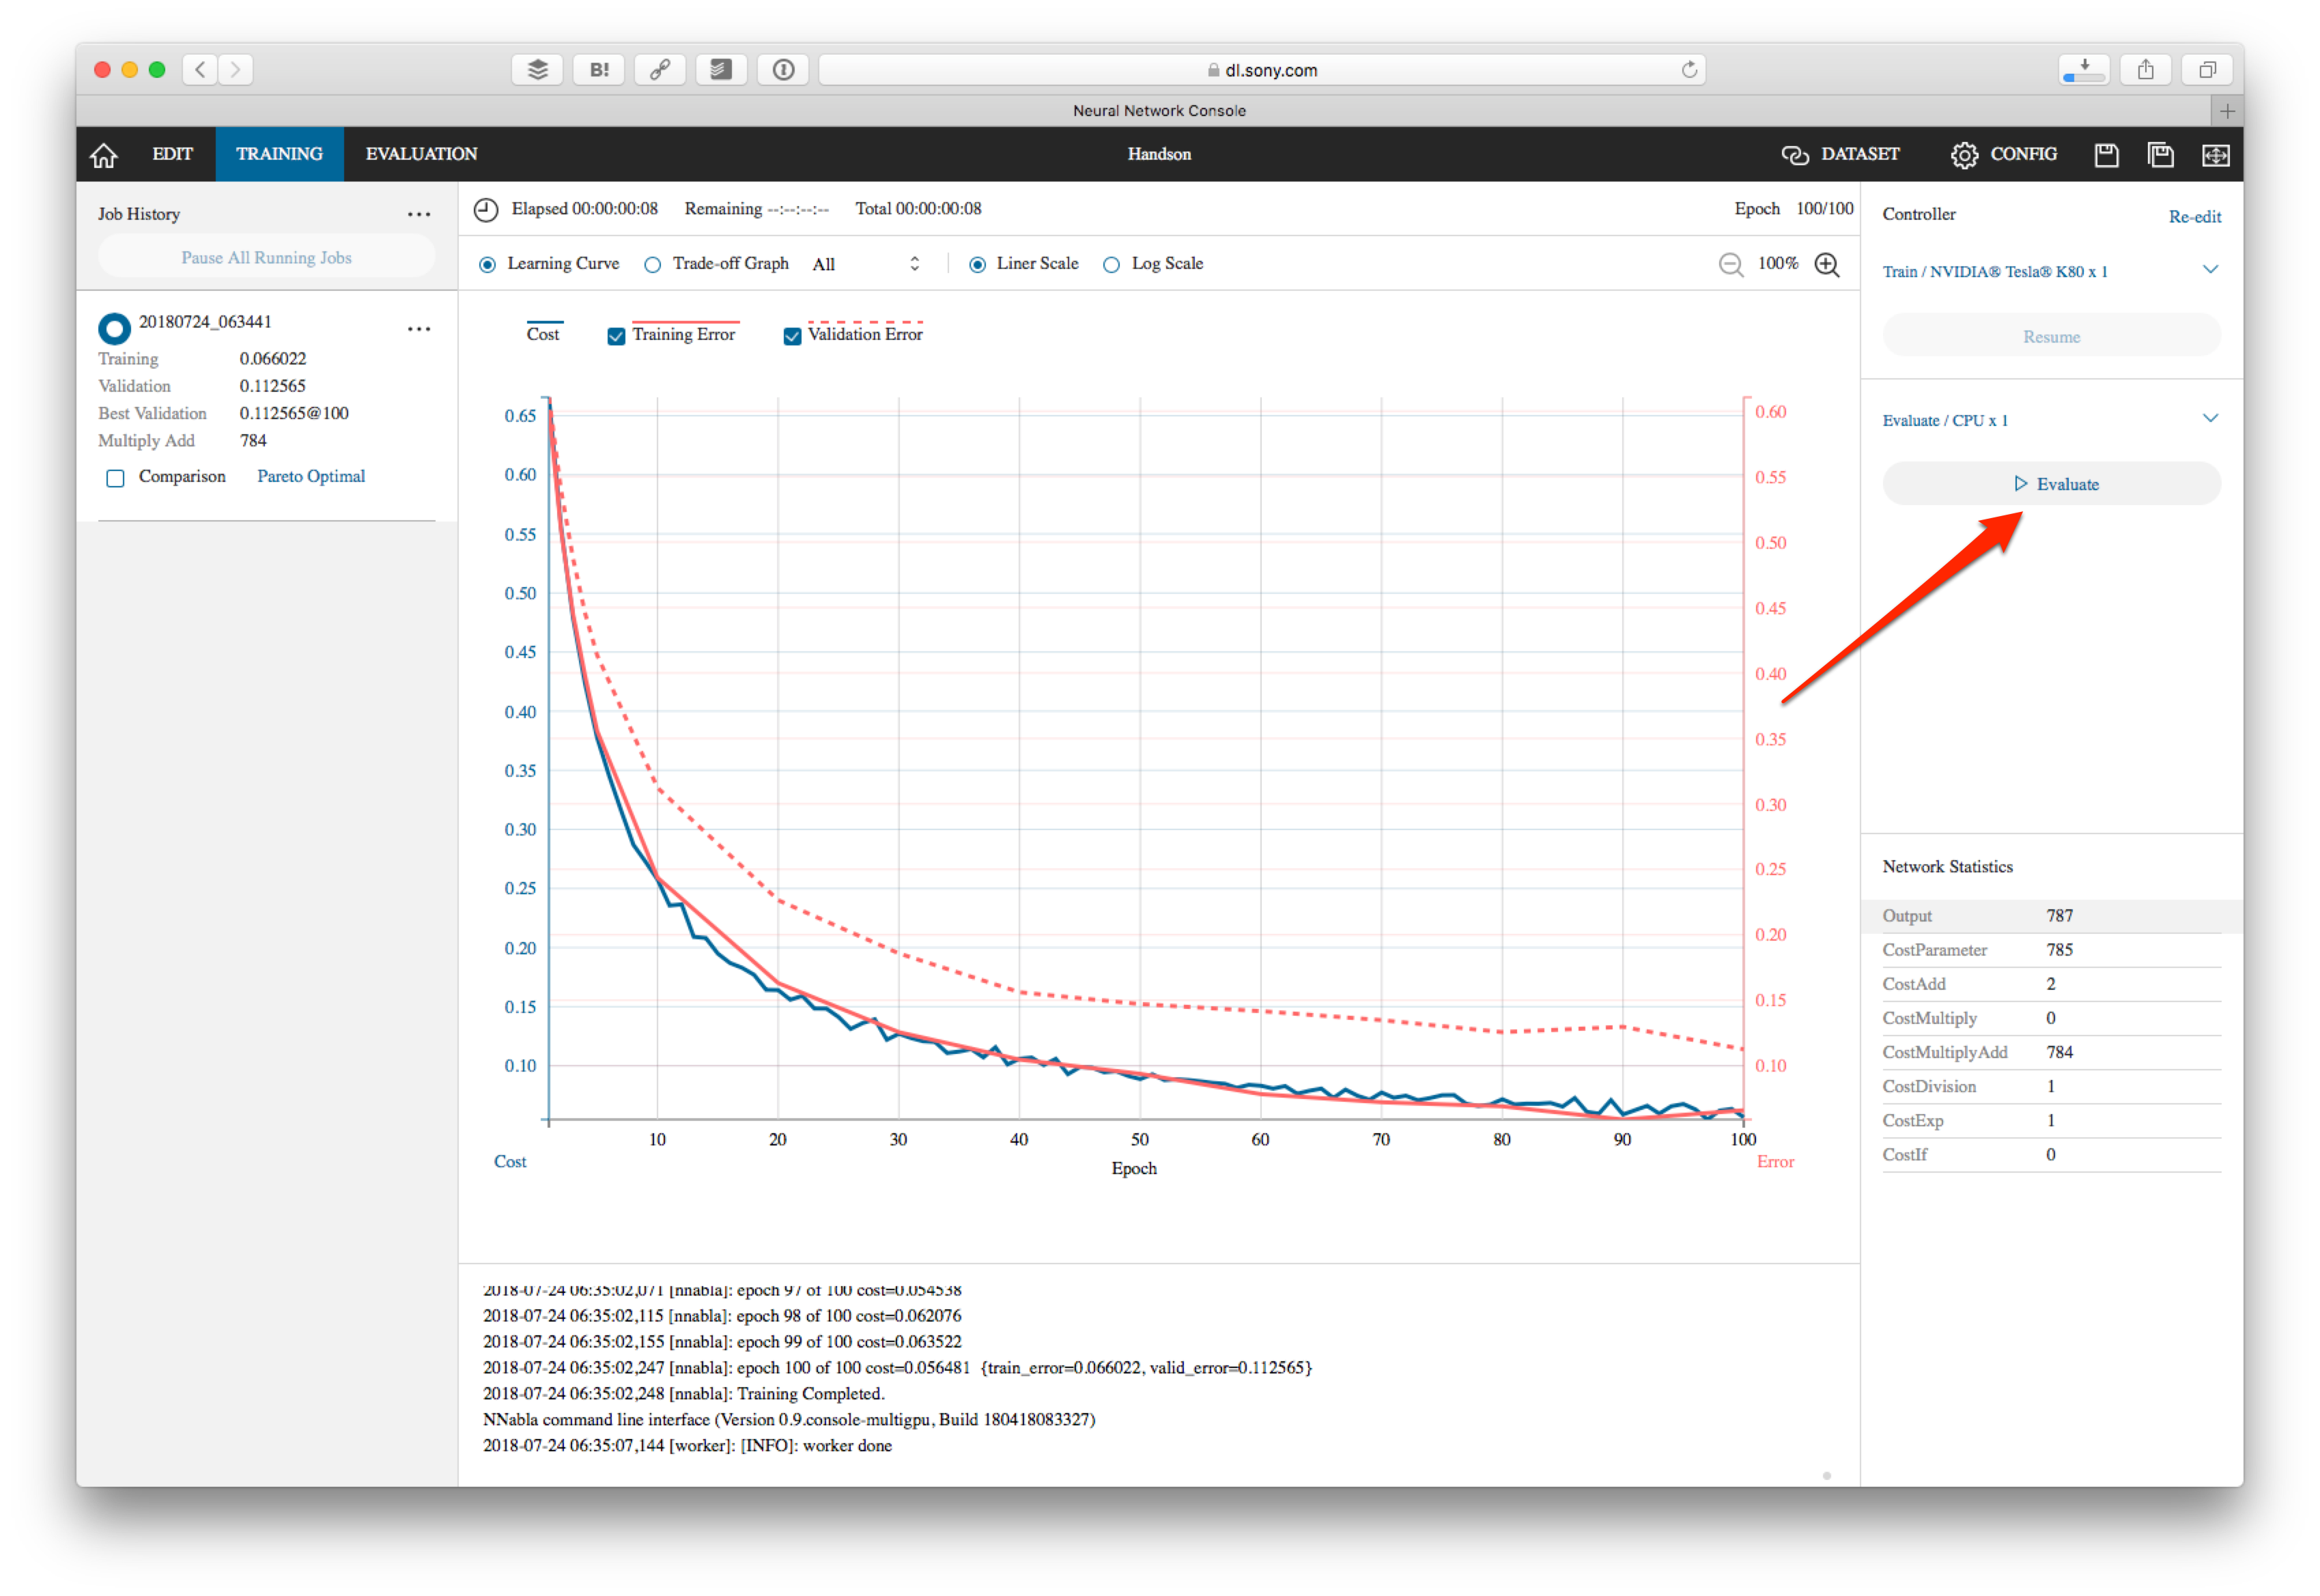 B!
dl.sony.com
Neural Network Console
EDIT TRAINING EVALUATION Handson DATASET CONFIG
Job History
Pause All Running Jobs
20180724_063441
Training 0.066022
Validation 0.112565
Best Validation 0.112565@100
Multiply Add 784
Comparison Pareto Optimal
Elapsed 00:00:00:08 Remaining --:--:--:-- Total 00:00:00:08 Epoch 100/100
Learning Curve Trade-off Graph All Liner Scale Log Scale 100%
Cost Training Error Validation Error
0.65
0.60
0.55
0.50
0.45
0.40
0.35
0.30
0.25
0.20
0.15
0.10
0.60
0.55
0.50
0.45
0.40
0.35
0.30
0.25
0.20
0.15
0.10
10 20 30 40 50 60 70 80 90 100
Cost Epoch Error
2018-07-24 06:35:02,071 [nnabla]: epoch 97 of 100 cost=0.054538
2018-07-24 06:35:02,115 [nnabla]: epoch 98 of 100 cost=0.062076
2018-07-24 06:35:02,155 [nnabla]: epoch 99 of 100 cost=0.063522
2018-07-24 06:35:02,247 [nnabla]: epoch 100 of 100 cost=0.056481 {train_error=0.066022, valid_error=0.112565}
2018-07-24 06:35:02,248 [nnabla]: Training Completed.
NNabla command line interface (Version 0.9.console-multigpu, Build 180418083327)
2018-07-24 06:35:07,144 [worker]: [INFO]: worker done
Controller Re-edit
Train / NVIDIA® Tesla® K80 x 1
Resume
Evaluate / CPU x 1
Evaluate
Network Statistics
Output 787
CostParameter 785
CostAdd 2
CostMultiply 0
CostMultiplyAdd 784
CostDivision 1
CostExp 1
CostIf 0